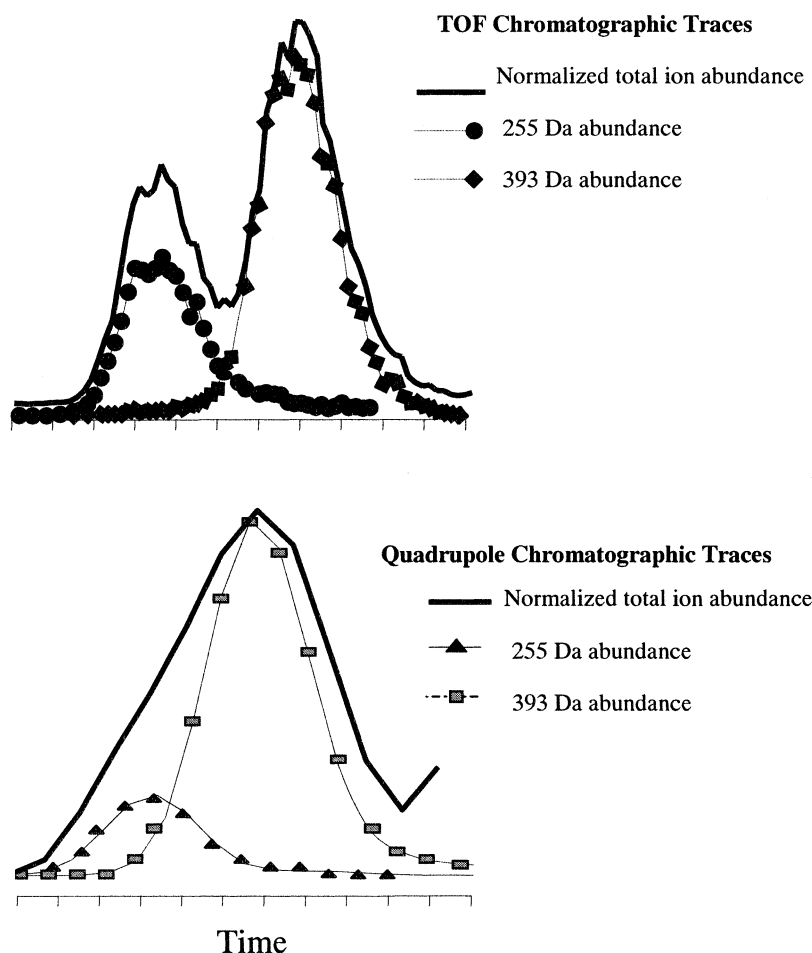 TOF Chromatographic Traces
Normalized total ion abundance
255 Da abundance
393 Da abundance
Quadrupole Chromatographic Traces
Normalized total ion abundance
255 Da abundance
393 Da abundance
Time